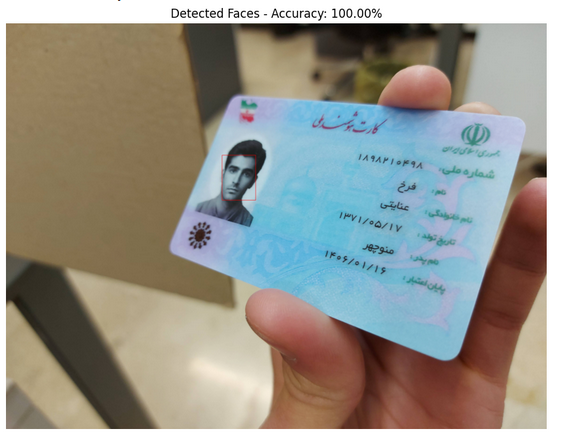 Detected Faces - Accuracy: 100.00%
کارت هوشمند ملی
جمهوری اسلامی ایران
شماره ملی: ۱۸۹۸۲۱۰۴۹۸
نام: فرخ
نام خانوادگی: عنایتی
تاریخ تولد: ۱۳۷۱/۰۵/۱۷
نام پدر: منوچهر
پایان اعتبار: ۱۴۰۶/۰۱/۱۶